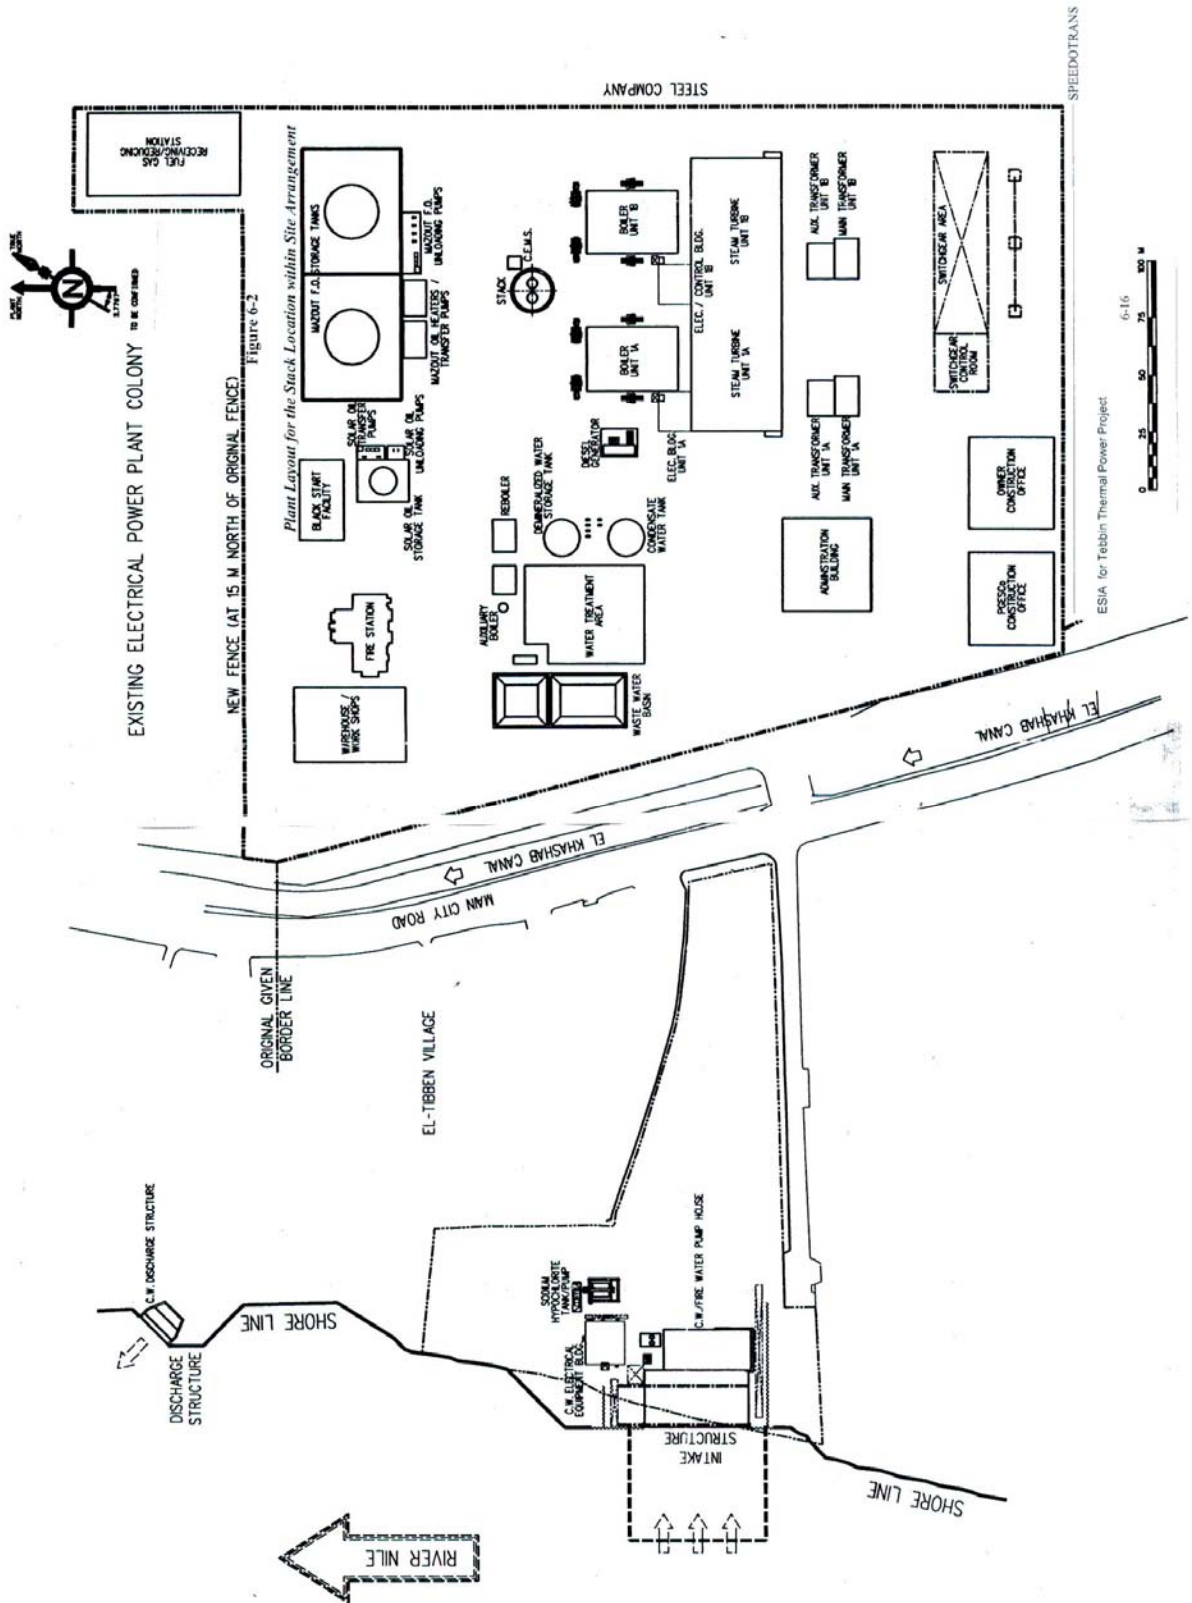 SPEEDOTRANS
STEEL COMPANY
FUEL GAS
RECEIVING/REDUCING
STATION
PLANT
NORTH
TRUE
NORTH
N
TO BE CONFIRMED
EXISTING ELECTRICAL POWER PLANT COLONY
NEW FENCE (AT 15 M NORTH OF ORIGINAL FENCE)
Figure 6-2
Plant Layout for the Stack Location within Site Arrangement
MAZOUT F.O. STORAGE TANKS
MAZOUT F.O.
UNLOADING PUMPS
MAZOUT OIL HEATERS /
TRANSFER PUMPS
SOLAR OIL
TRANSFER
PUMPS
SOLAR OIL
UNLOADING PUMPS
SOLAR OIL
STORAGE TANK
BLACK START
FACILITY
FIRE STATION
WAREHOUSE /
WORK SHOPS
STACK
C.E.M.S.
BOILER
UNIT 1B
BOILER
UNIT 1A
ELEC./ CONTROL BLDG.
UNIT 1B
STEAM TURBINE
UNIT 1B
STEAM TURBINE
UNIT 1A
ELEC. BLDG.
UNIT 1A
DIESEL
GENERATOR
REBOILER
DEMINERALIZED WATER
STORAGE TANK
CONDENSATE
WATER TANK
AUXILIARY
BOILER
WATER TREATMENT
AREA
WASTE WATER
BASIN
AUX. TRANSFORMER
UNIT 1B
MAIN TRANSFORMER
UNIT 1B
AUX. TRANSFORMER
UNIT 1A
MAIN TRANSFORMER
UNIT 1A
ADMINISTRATION
BUILDING
SWITCHGEAR AREA
SWITCHGEAR
CONTROL
ROOM
OWNER
CONSTRUCTION
OFFICE
PGESCo
CONSTRUCTION
OFFICE
0 25 50 75 100 M
ESIA for Tebbin Thermal Power Project
6-16
EL KHASHAB CANAL
EL KHASHAB CANAL
MAIN CITY ROAD
ORIGINAL GIVEN
BORDER LINE
EL-TIBBEN VILLAGE
C.W. DISCHARGE STRUCTURE
DISCHARGE
STRUCTURE
SHORE LINE
SODIUM
HYPOCHLORITE
TANK/PUMP
C.W. ELECTRICAL
EQUIPMENT BLDG.
C.W./FIRE WATER PUMP HOUSE
INTAKE
STRUCTURE
SHORE LINE
RIVER NILE